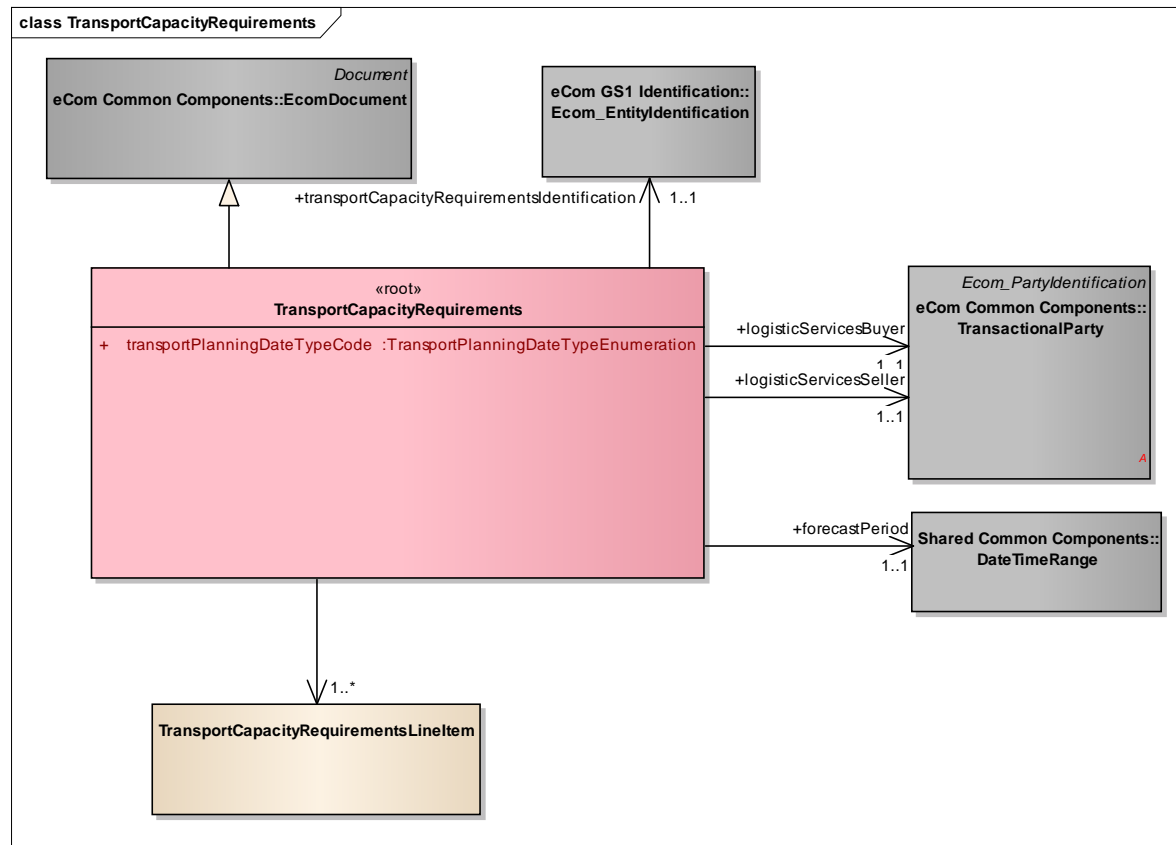 class TransportCapacityRequirements
Document
eCom Common Components::EcomDocument
eCom GS1 Identification::
Ecom_EntityIdentification
+transportCapacityRequirementsIdentification
1..1
«root»
TransportCapacityRequirements
+ transportPlanningDateTypeCode :TransportPlanningDateTypeEnumeration
Ecom_PartyIdentification
eCom Common Components::
TransactionalParty
+logisticServicesBuyer
1..1
+logisticServicesSeller
1..1
A
+forecastPeriod
1..1
Shared Common Components::
DateTimeRange
1..*
TransportCapacityRequirementsLineItem